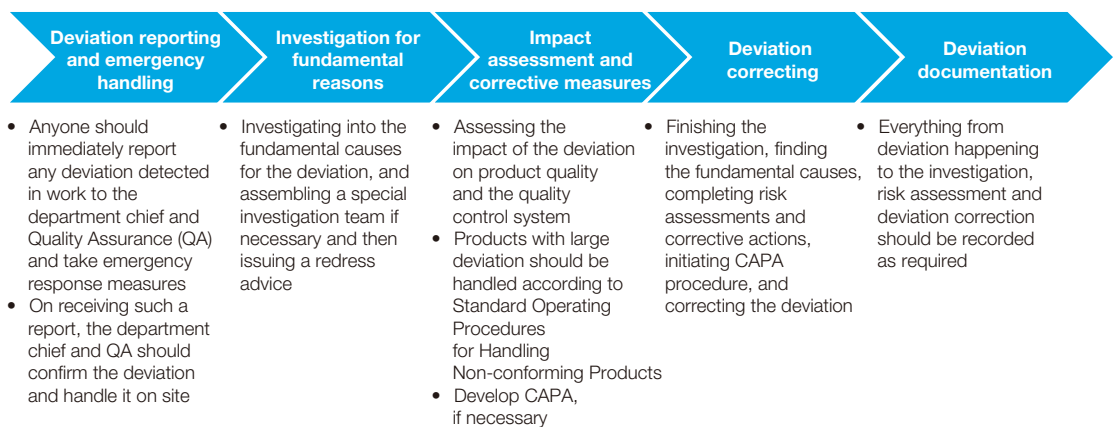 Deviation reporting
and emergency
handling
Investigation for
fundamental
reasons
Impact
assessment and
corrective measures
Deviation
correcting
Deviation
documentation
• Anyone should
immediately report
any deviation detected
in work to the
department chief and
Quality Assurance (QA)
and take emergency
response measures
• On receiving such a
report, the department
chief and QA should
confirm the deviation
and handle it on site
• Investigating into the
fundamental causes
for the deviation, and
assembling a special
investigation team if
necessary and then
issuing a redress
advice
• Assessing the
impact of the deviation
on product quality
and the quality
control system
• Products with large
deviation should be
handled according to
Standard Operating
Procedures
for Handling
Non-conforming Products
• Develop CAPA,
if necessary
• Finishing the
investigation, finding
the fundamental causes,
completing risk
assessments and
corrective actions,
initiating CAPA
procedure, and
correcting the deviation
• Everything from
deviation happening
to the investigation,
risk assessment and
deviation correction
should be recorded
as required